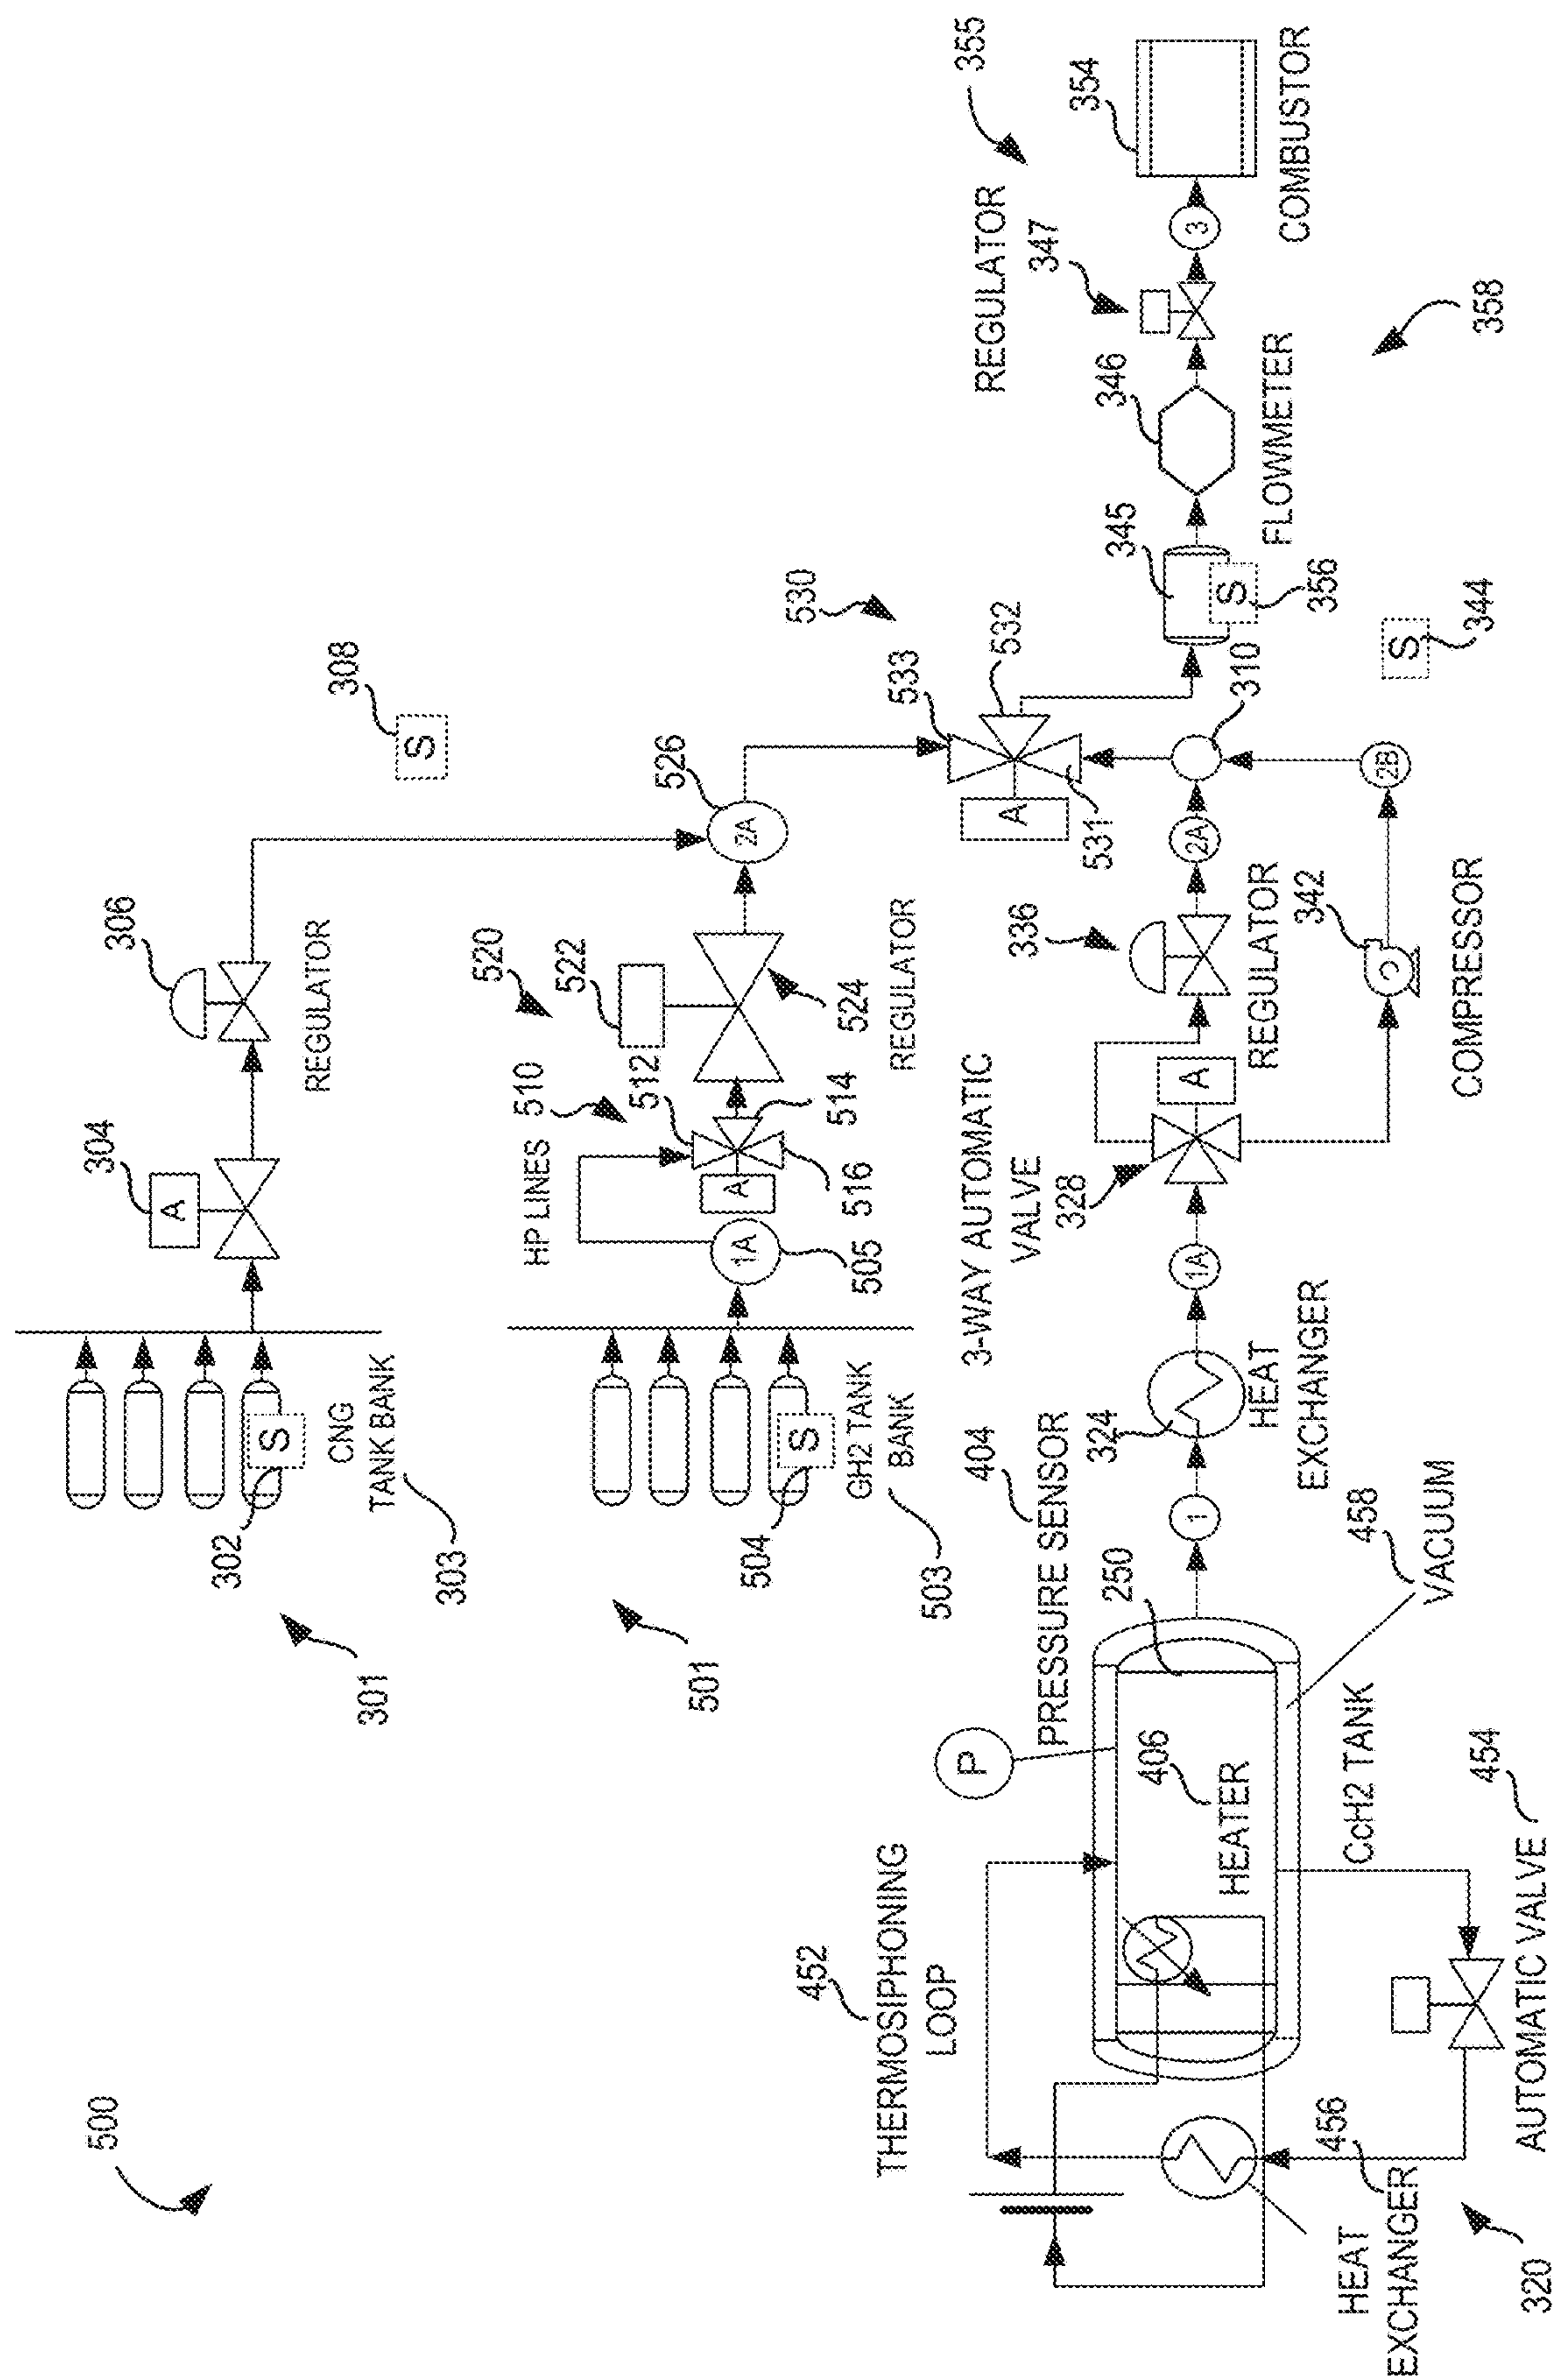 500
301
302
303
CNG
TANK BANK
S
304
A
306
REGULATOR
308
S
501
503
504
GH2 TANK
BANK
S
505
1A
HP LINES
510
512
514
516
A
520
522
524
REGULATOR
526
2A
530
533
532
531
A
452
THERMOSIPHONING
LOOP
P
404
PRESSURE SENSOR
250
406
HEATER
CcH2 TANK
458
VACUUM
454
AUTOMATIC VALVE
456
HEAT
EXCHANGER
320
1
324
HEAT
EXCHANGER
1A
3-WAY AUTOMATIC
VALVE
328
A
336
REGULATOR
2A
342
COMPRESSOR
2B
310
344
S
345
S
356
346
FLOWMETER
REGULATOR
347
3
354
355
COMBUSTOR
358